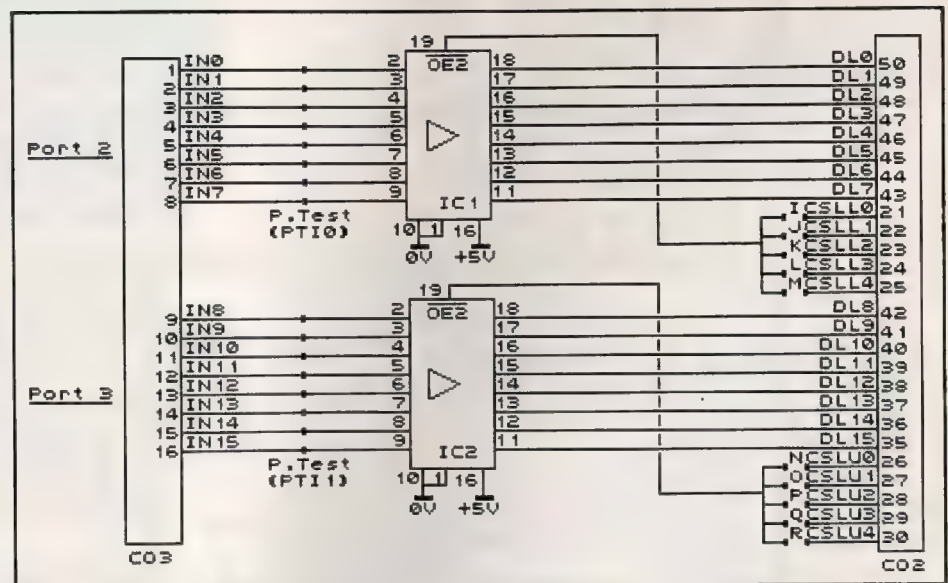 19
OE2
Port 2
1 IN0 2 18 DL0 50
2 IN1 3 17 DL1 49
3 IN2 4 16 DL2 48
4 IN3 5 15 DL3 47
5 IN4 6 14 DL4 46
6 IN5 7 13 DL5 45
7 IN6 8 12 DL6 44
8 IN7 9 11 DL7 43
P.Test
(PTI0)
IC1
10 1 16
0V +5V
I CSLL0 21
J CSLL1 22
K CSLL2 23
L CSLL3 24
M CSLL4 25
19
OE2
Port 3
9 IN8 2 18 DL8 42
10 IN9 3 17 DL9 41
11 IN10 4 16 DL10 40
12 IN11 5 15 DL11 39
13 IN12 6 14 DL12 38
14 IN13 7 13 DL13 37
15 IN14 8 12 DL14 36
16 IN15 9 11 DL15 35
P.Test
(PTI1)
IC2
10 1 16
0V +5V
N CSLU0 26
O CSLU1 27
P CSLU2 28
Q CSLU3 29
R CSLU4 30
CO3
CO2